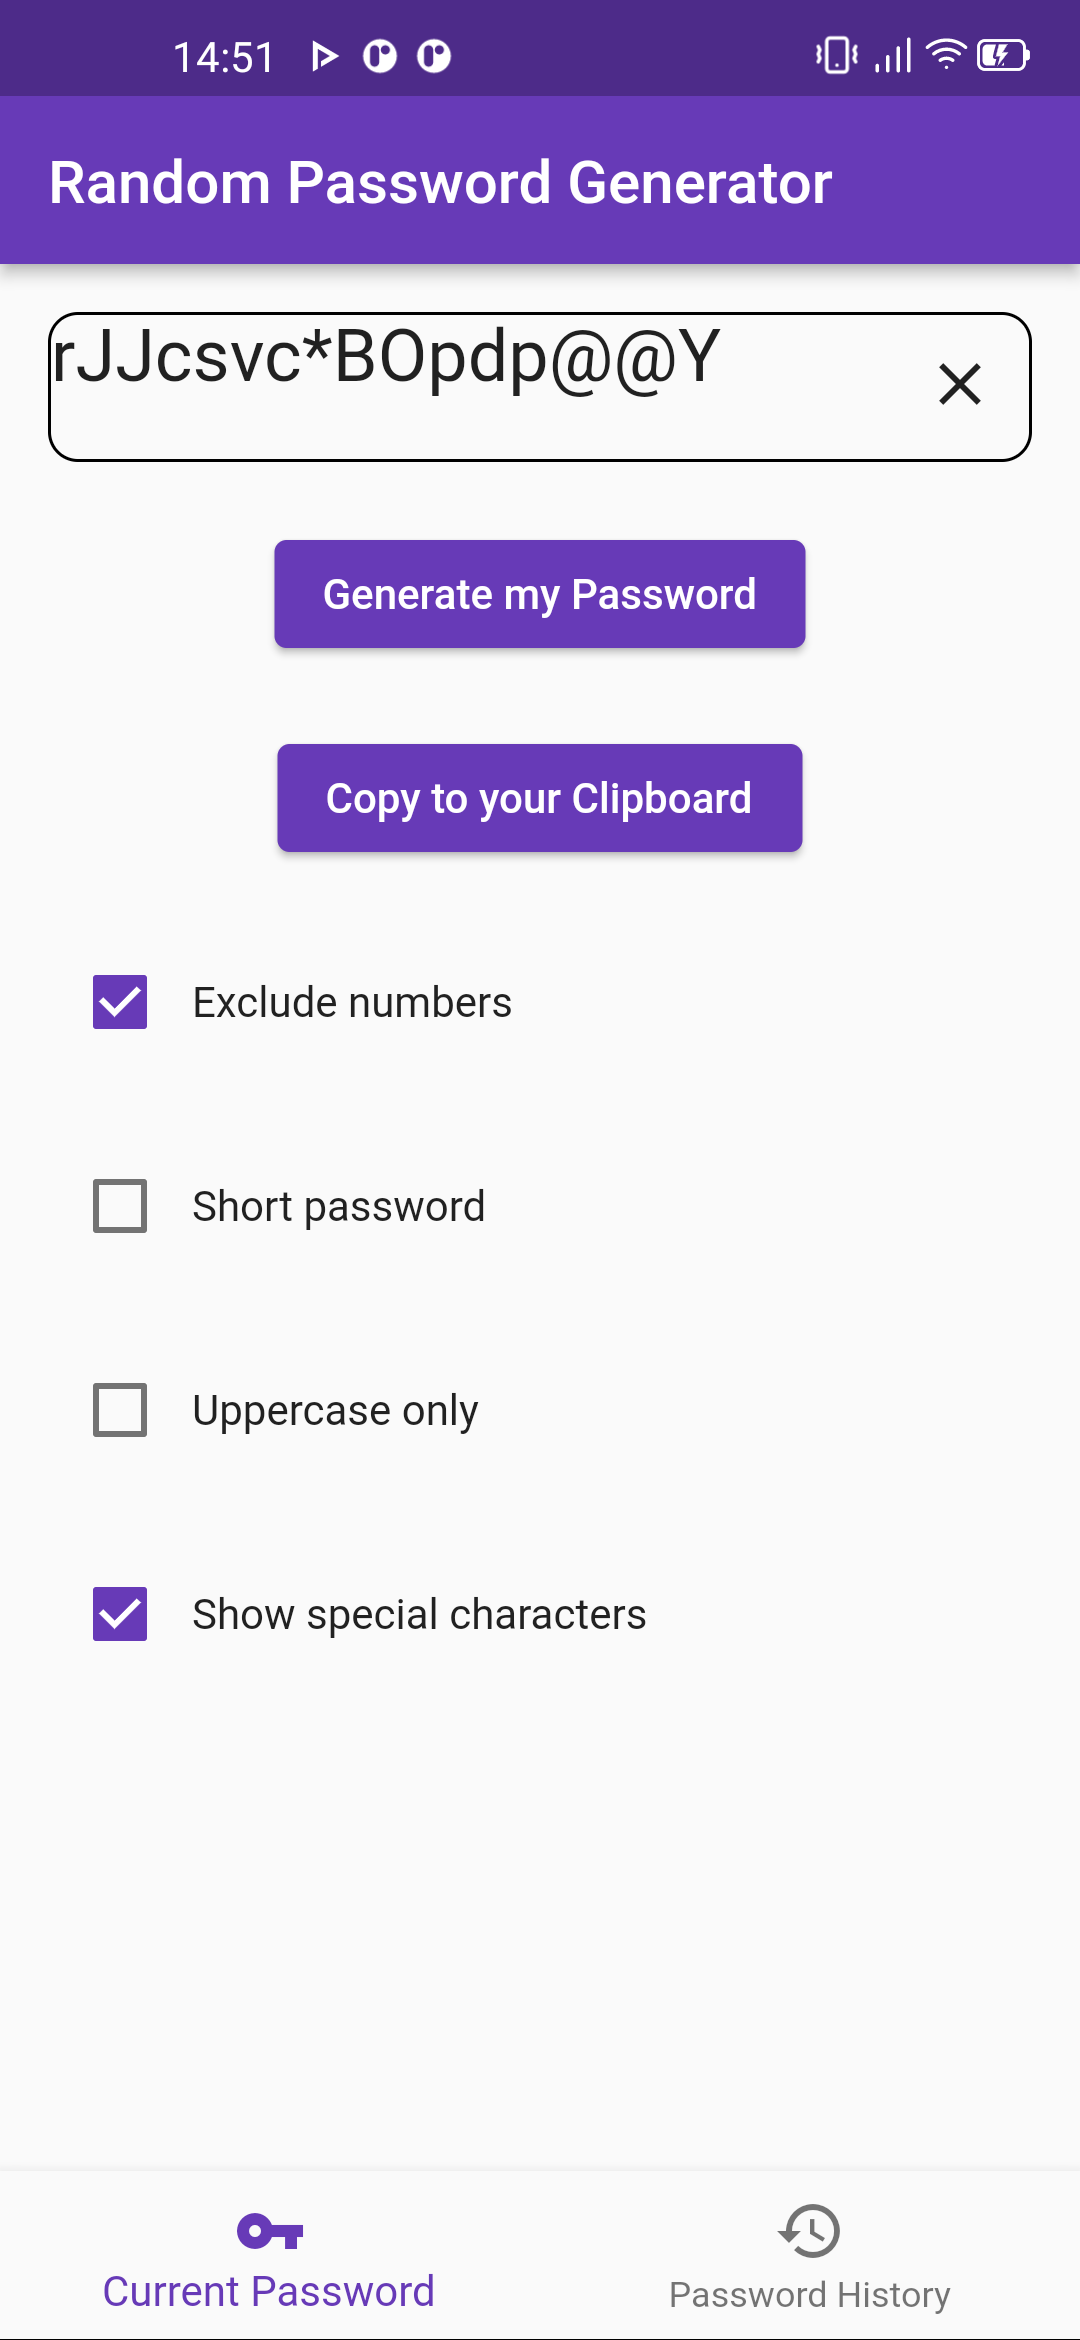 14:51
Random Password Generator
rJJcsvc*BOpdp@@Y
Generate my Password
Copy to your Clipboard
Exclude numbers
Short password
Uppercase only
Show special characters
Current Password
Password History